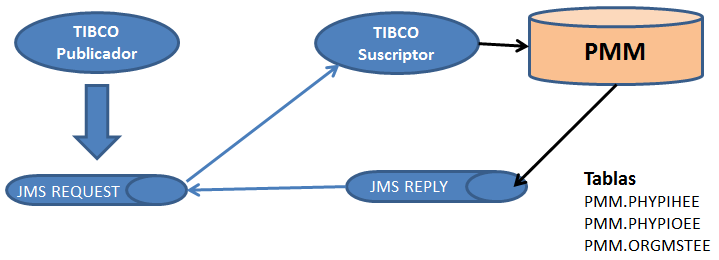 TIBCO
Publicador
TIBCO
Suscriptor
PMM
JMS REQUEST
JMS REPLY
Tablas
PMM.PHYPIHEE
PMM.PHYPIOEE
PMM.ORGMSTEE